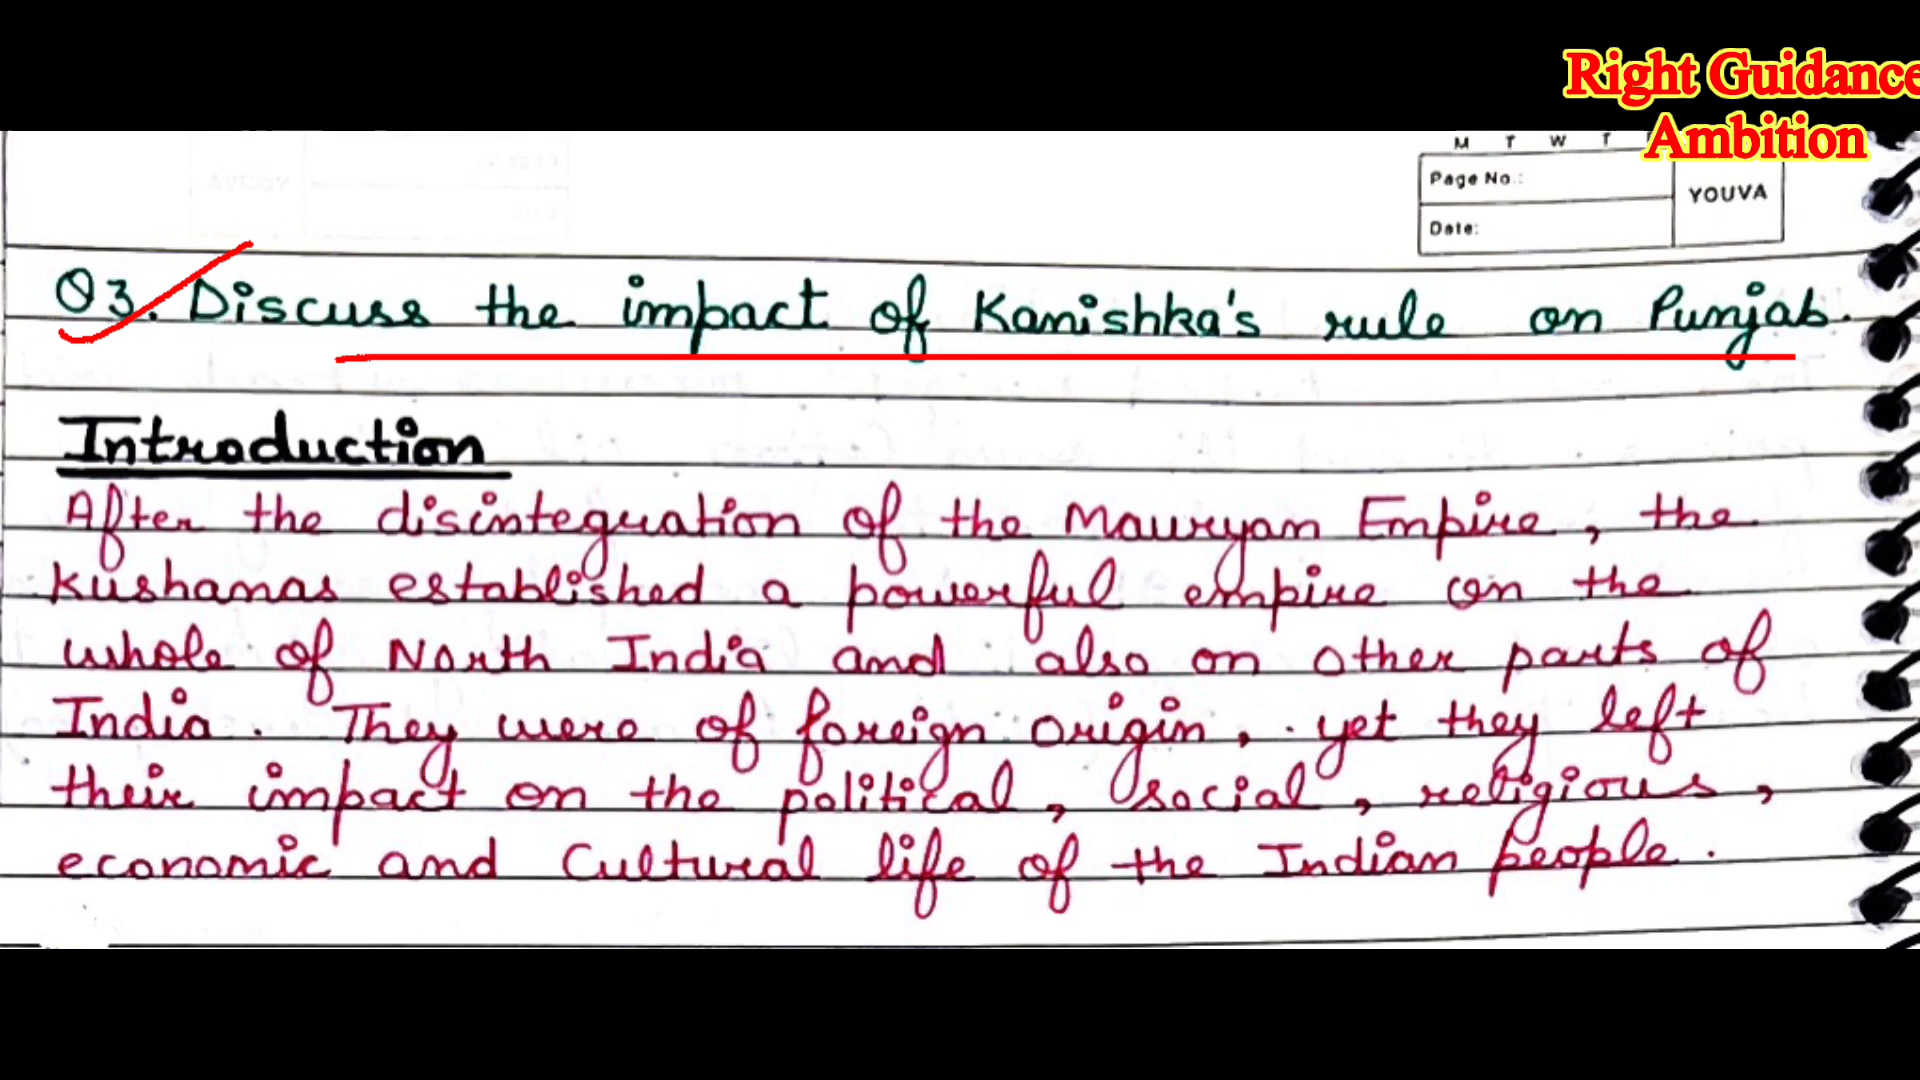 Right Guidance
Ambition
M T W T
Page No.:
YOUVA
Date:
Q3. Discuss the impact of Kanishka's rule on Punjab.
Introduction
After the disintegration of the Mauryan Empire, the
Kushanas established a powerful empire on the
whole of North India and also on other parts of
India. They were of foreign origin, yet they left
their impact on the political, social, religious,
economic and Cultural life of the Indian people.